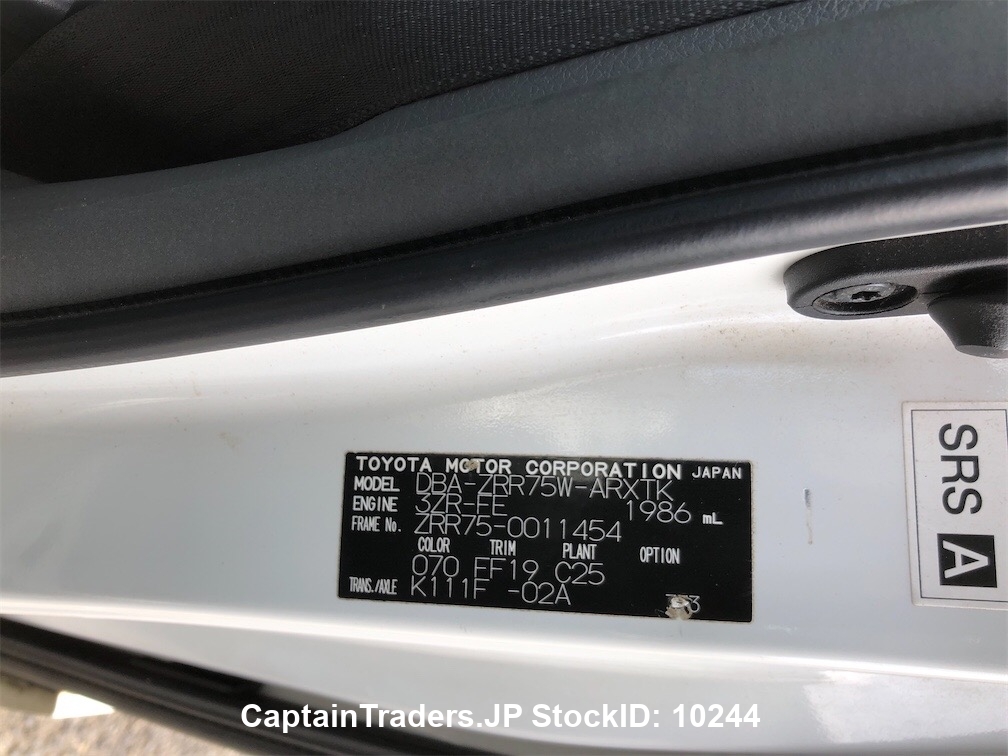 TOYOTA MOTOR CORPORATION JAPAN
MODEL DBA-ZRR75W-ARXTK
ENGINE 3ZR-FE 1986 mL
FRAME No. ZRR75-0011454
COLOR TRIM PLANT OPTION
070 FF19 C25
TRANS./AXLE K111F -02A
SRS A
CaptainTraders.JP StockID: 10244